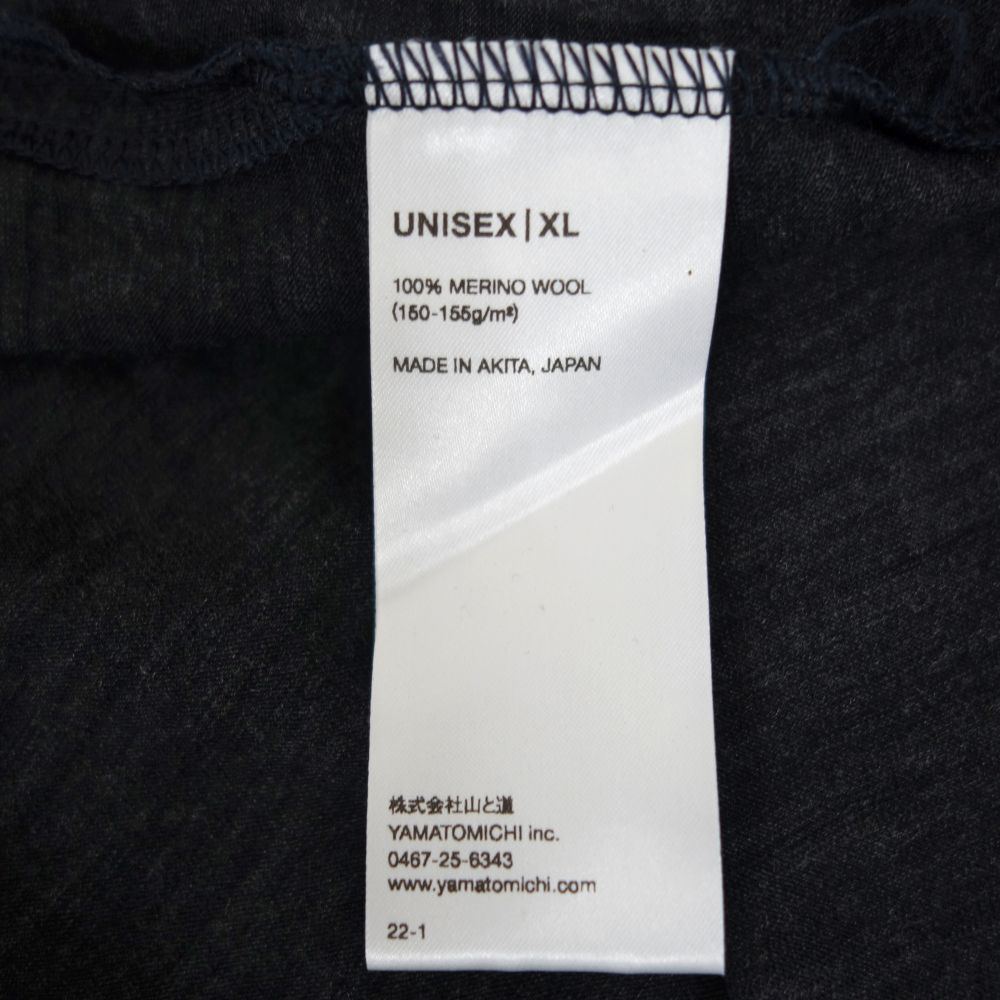 UNISEX|XL
100% MERINO WOOL
(150-155g/m²)
MADE IN AKITA, JAPAN
株式会社山と道
YAMATOMICHI inc.
0467-25-6343
www.yamatomichi.com
22-1